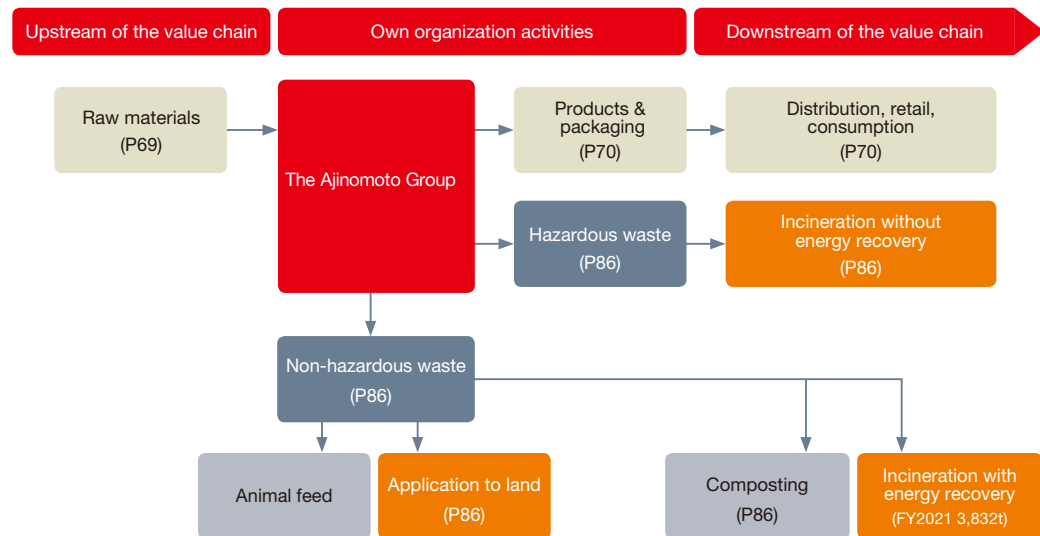 Upstream of the value chain
Own organization activities
Downstream of the value chain
Raw materials
(P69)
The Ajinomoto Group
Products &
packaging
(P70)
Distribution, retail,
consumption
(P70)
Hazardous waste
(P86)
Incineration without
energy recovery
(P86)
Non-hazardous waste
(P86)
Animal feed
Application to land
(P86)
Composting
(P86)
Incineration with
energy recovery
(FY2021 3,832t)